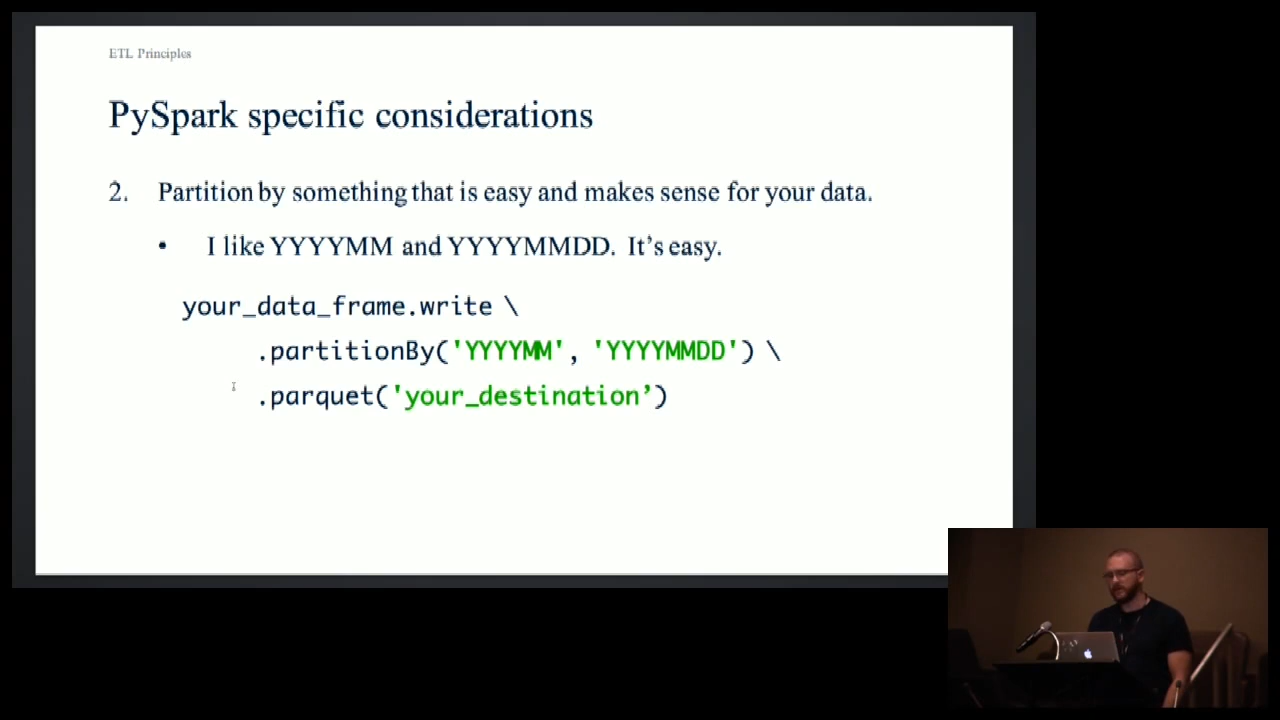 ETL Principles
PySpark specific considerations
2. Partition by something that is easy and makes sense for your data.
• I like YYYYMM and YYYYMMDD. It’s easy.
your_data_frame.write \
.partitionBy('YYYYMM', 'YYYYMMDD') \
.parquet('your_destination’)